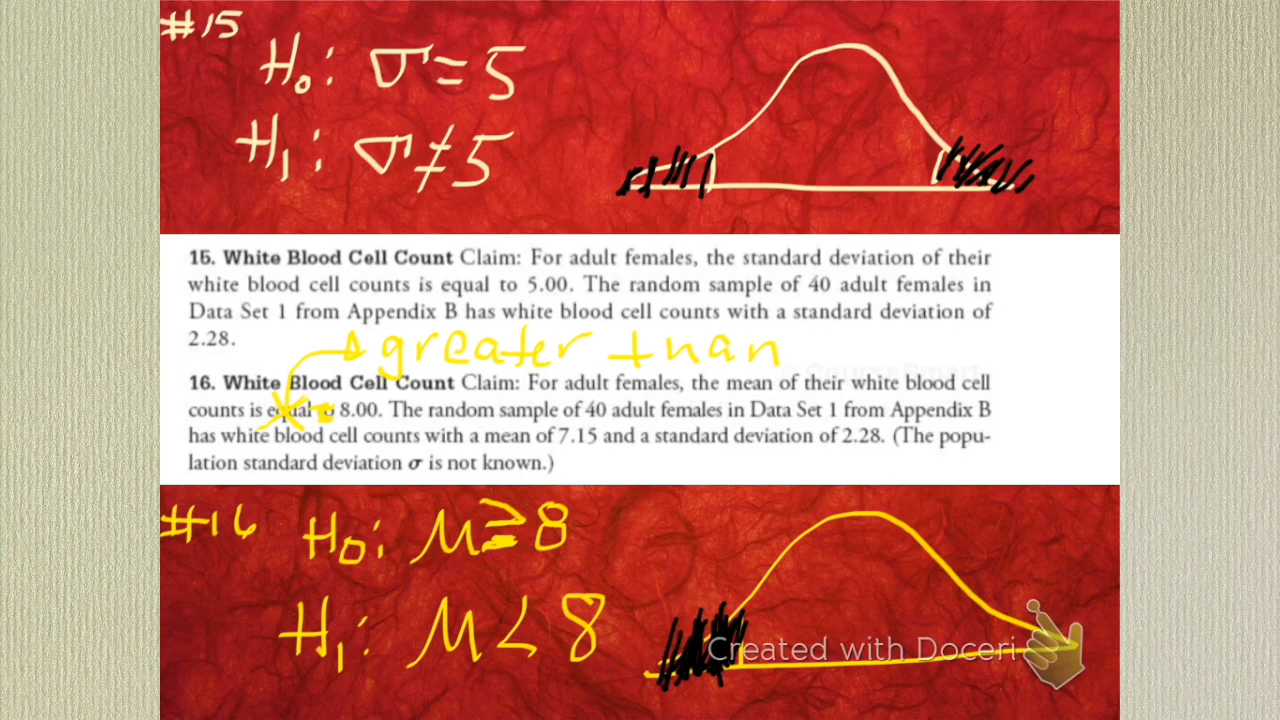 #15
H₀: σ = 5
H₁: σ ≠ 5
15. White Blood Cell Count Claim: For adult females, the standard deviation of their
white blood cell counts is equal to 5.00. The random sample of 40 adult females in
Data Set 1 from Appendix B has white blood cell counts with a standard deviation of
2.28.
greater than
16. White Blood Cell Count Claim: For adult females, the mean of their white blood cell
counts is equal to 8.00. The random sample of 40 adult females in Data Set 1 from Appendix B
has white blood cell counts with a mean of 7.15 and a standard deviation of 2.28. (The popu-
lation standard deviation σ is not known.)
#16
H₀: μ ≥ 8
H₁: μ < 8
Created with Doceri